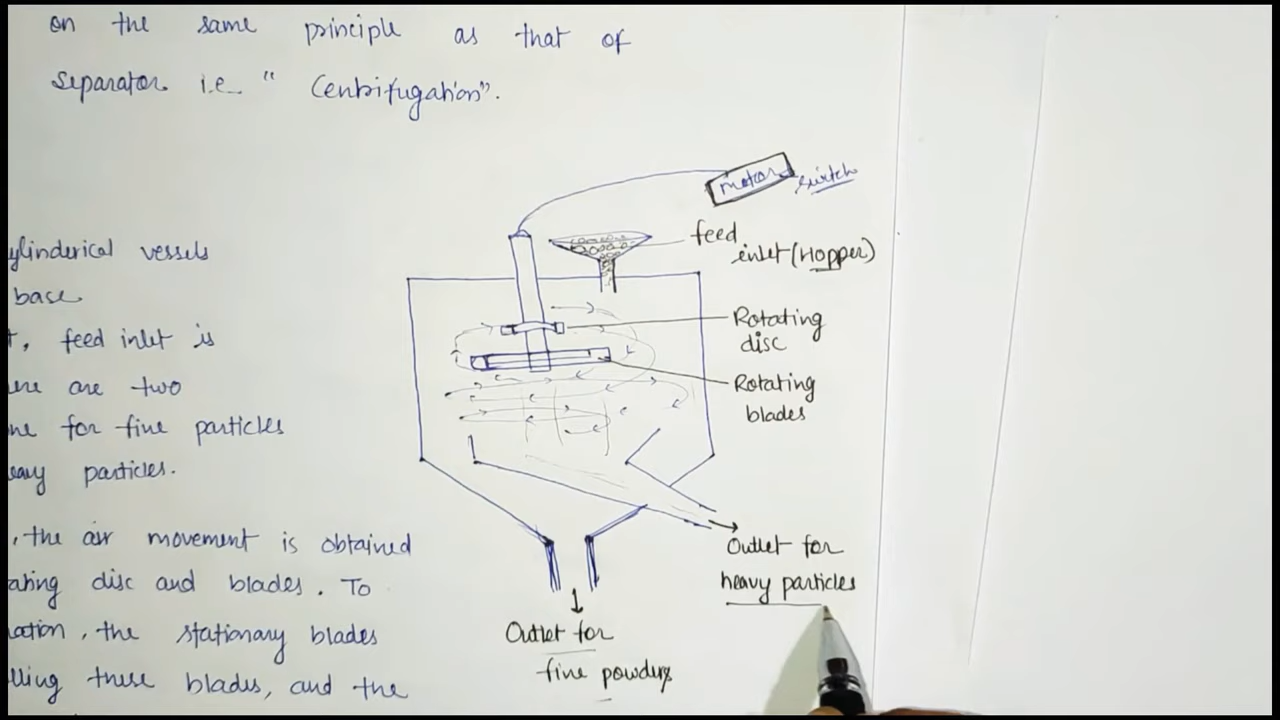 on the same principle as that of
separator i.e. " Centrifugation".
ylinderical vessels
base
t, feed inlet is
ere are two
ne for fine particles
eavy particles.
, the air movement is obtained
ating disc and blades. To
ation, the stationary blades
lling these blades, and the
motor
switch
feed
inlet (Hopper)
Rotating
disc
Rotating
blades
Outlet for
heavy particles
Outlet for
fine powders